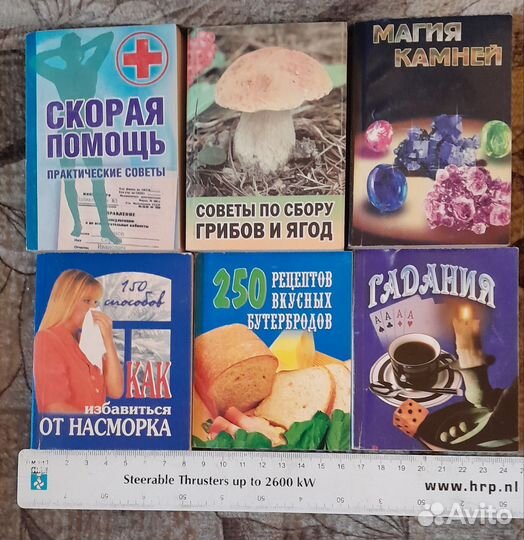 СКОРАЯ
ПОМОЩЬ
ПРАКТИЧЕСКИЕ СОВЕТЫ
СОВЕТЫ ПО СБОРУ
ГРИБОВ И ЯГОД
МАГИЯ
КАМНЕЙ
150
способов
КАК
избавиться
ОТ НАСМОРКА
250 РЕЦЕПТОВ
ВКУСНЫХ
БУТЕРБРОДОВ
ГАДАНИЯ
A A A A
Steerable Thrusters up to 2600 kW
www.hrp.nl
Avito